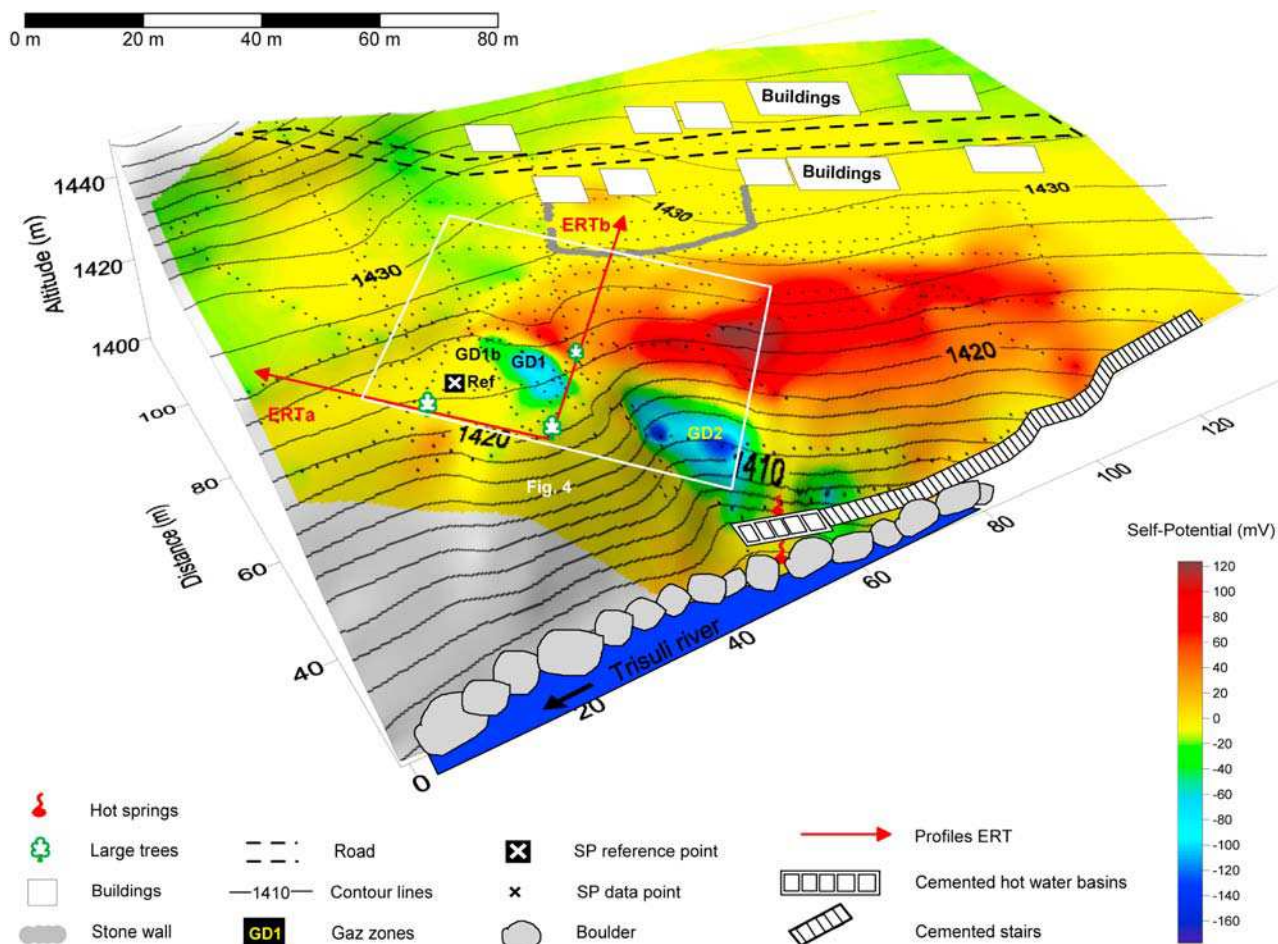 0 m 20 m 40 m 60 m 80 m
Buildings
1440
Altitude (m)
1420
1400
Buildings
1430
1430
1430
ERTb
GD1b
GD1
Ref
ERTa
1420
1420
GD2
1410
Fig. 4
100
80
60
40
Distance (m)
120
100
80
60
40
20
0
Trisuli river
Self-Potential (mV)
120
100
80
60
40
20
0
-20
-40
-60
-80
-100
-120
-140
-160
Hot springs
Large trees
Buildings
Stone wall
Road
1410
Contour lines
GD1
Gaz zones
SP reference point
SP data point
Boulder
Profiles ERT
Cemented hot water basins
Cemented stairs